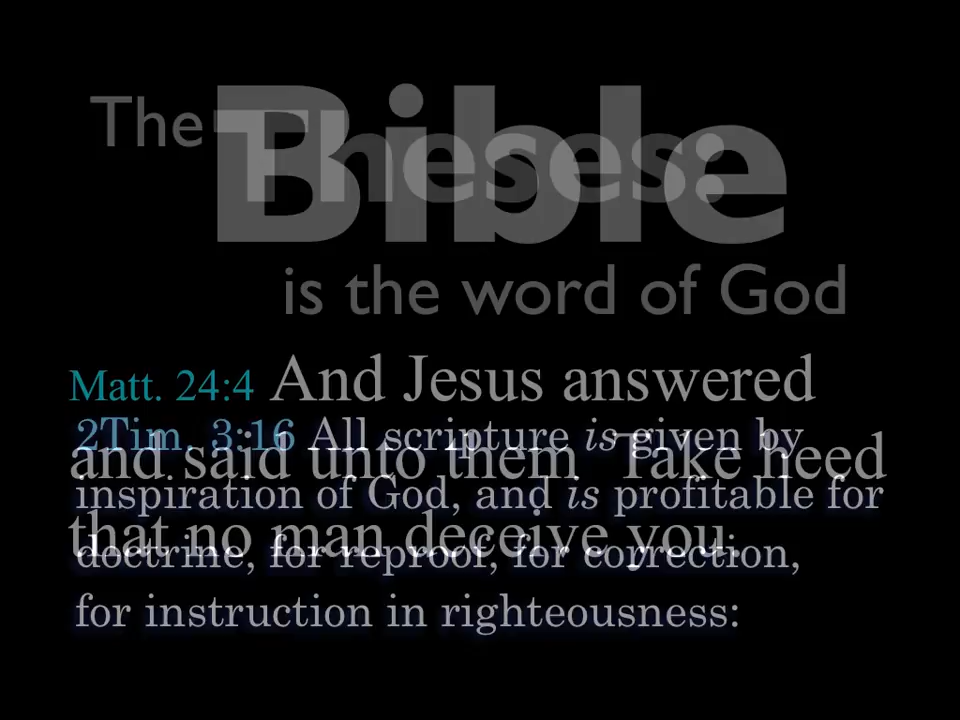 The Bible
Theses:
is the word of God
Matt. 24:4 And Jesus answered
and said unto them Take heed
that no man deceive you.
2Tim. 3:16 All scripture is given by
inspiration of God, and is profitable for
doctrine, for reproof, for correction,
for instruction in righteousness: